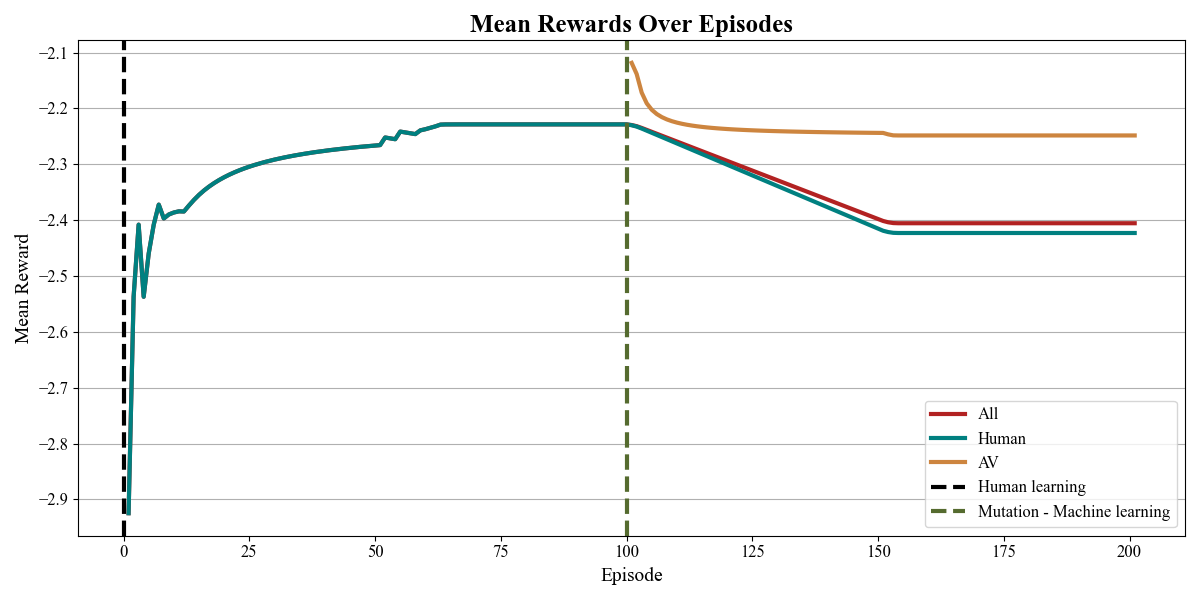 Mean Rewards Over Episodes
Mean Reward
−2.1
−2.2
−2.3
−2.4
−2.5
−2.6
−2.7
−2.8
−2.9
0 25 50 75 100 125 150 175 200
Episode
All
Human
AV
Human learning
Mutation - Machine learning